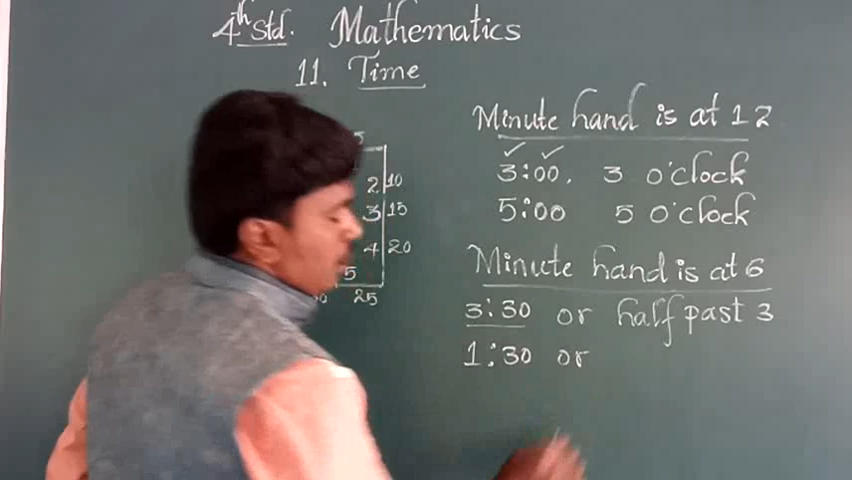 4th Std. Mathematics
11. Time
Minute hand is at 12
3:00, 3 o'clock
5:00 5 o'clock
Minute hand is at 6
3:30 or half past 3
1:30 or
5
2 10
3 15
4 20
5
25